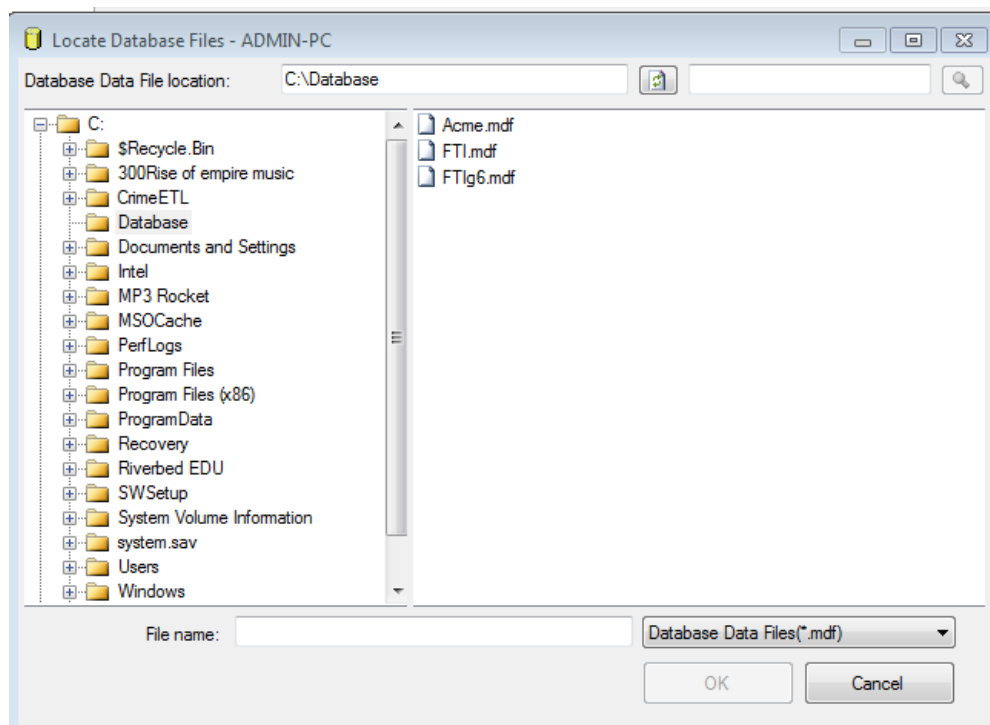 Locate Database Files - ADMIN-PC
Database Data File location: C:\Database
C:
$Recycle.Bin
300Rise of empire music
CrimeETL
Database
Documents and Settings
Intel
MP3 Rocket
MSOCache
PerfLogs
Program Files
Program Files (x86)
ProgramData
Recovery
Riverbed EDU
SWSetup
System Volume Information
system.sav
Users
Windows
Acme.mdf
FTI.mdf
FTIg6.mdf
File name: Database Data Files(*.mdf)
OK Cancel